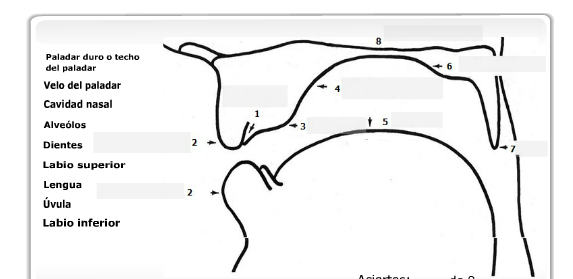 Paladar duro o techo
del paladar
Velo del paladar
Cavidad nasal
Alveólos
Dientes
Labio superior
Lengua
Úvula
Labio inferior
8
6
4
1
3
5
2
7
2